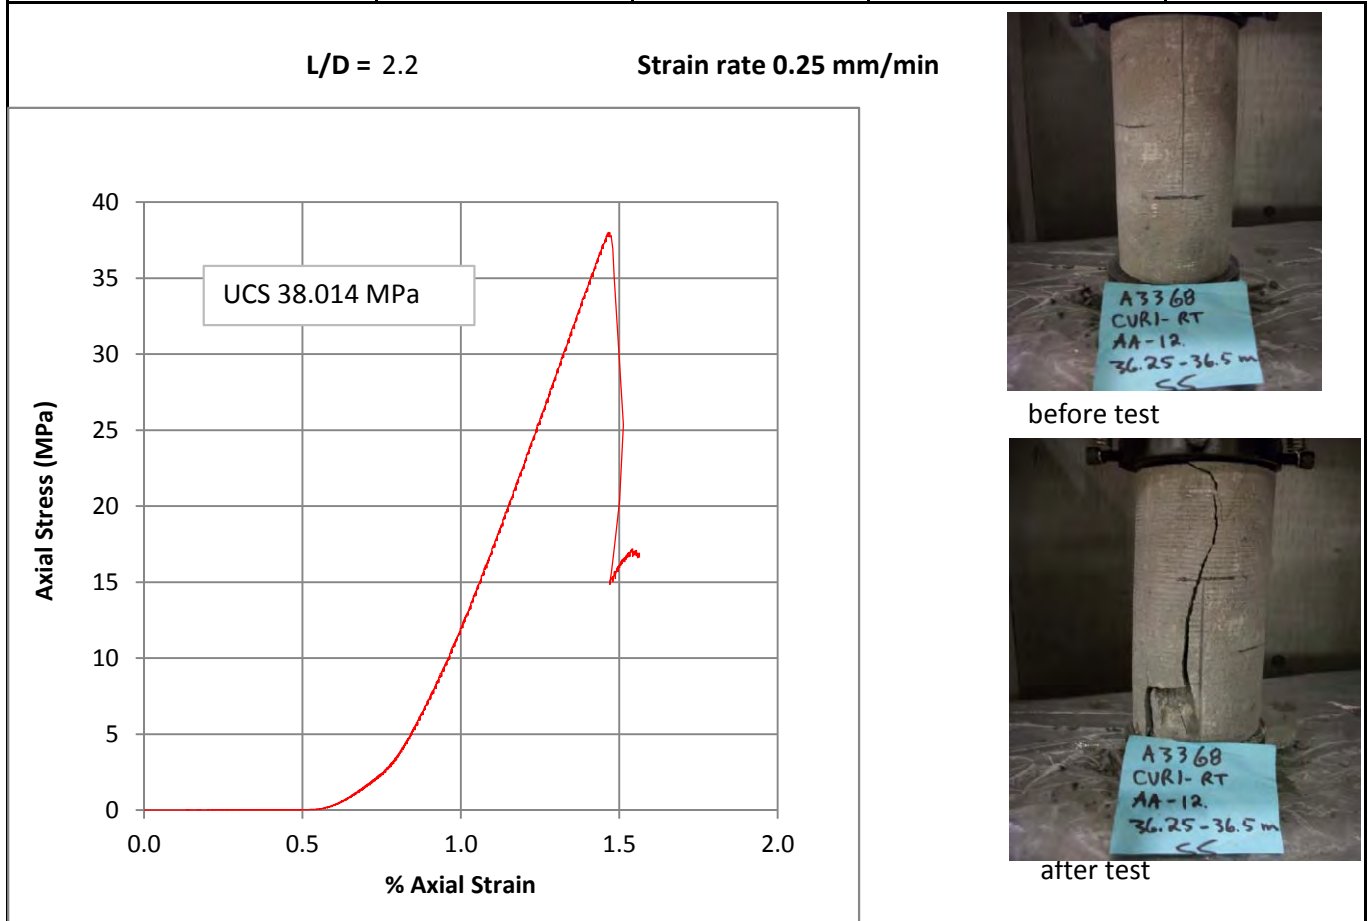 L/D = 2.2
Strain rate 0.25 mm/min
40
35
30
25
20
15
10
5
0
0.0 0.5 1.0 1.5 2.0
Axial Stress (MPa)
% Axial Strain
UCS 38.014 MPa
A3368
CURI-RT
AA-12.
36.25-36.5 m
SS
before test
A3368
CURI-RT
AA-12.
36.25-36.5 m
SS
after test